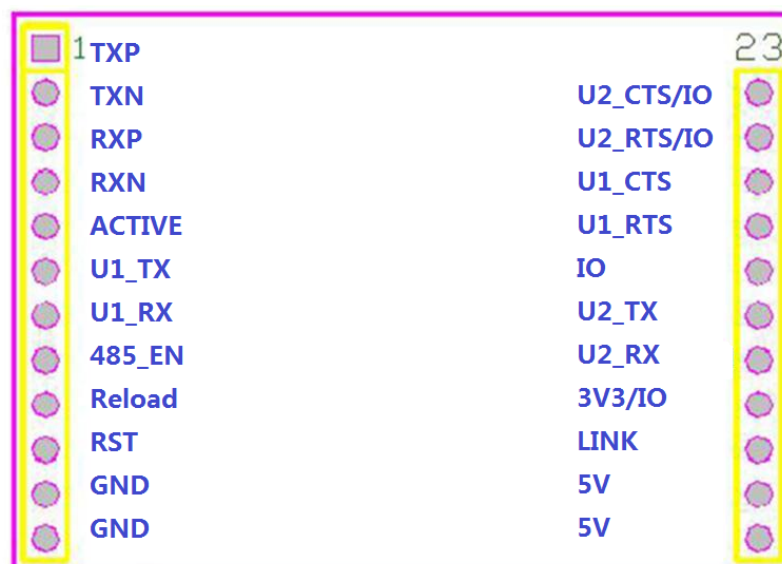 1 TXP 23
TXN U2_CTS/IO
RXP U2_RTS/IO
RXN U1_CTS
ACTIVE U1_RTS
U1_TX IO
U1_RX U2_TX
485_EN U2_RX
Reload 3V3/IO
RST LINK
GND 5V
GND 5V